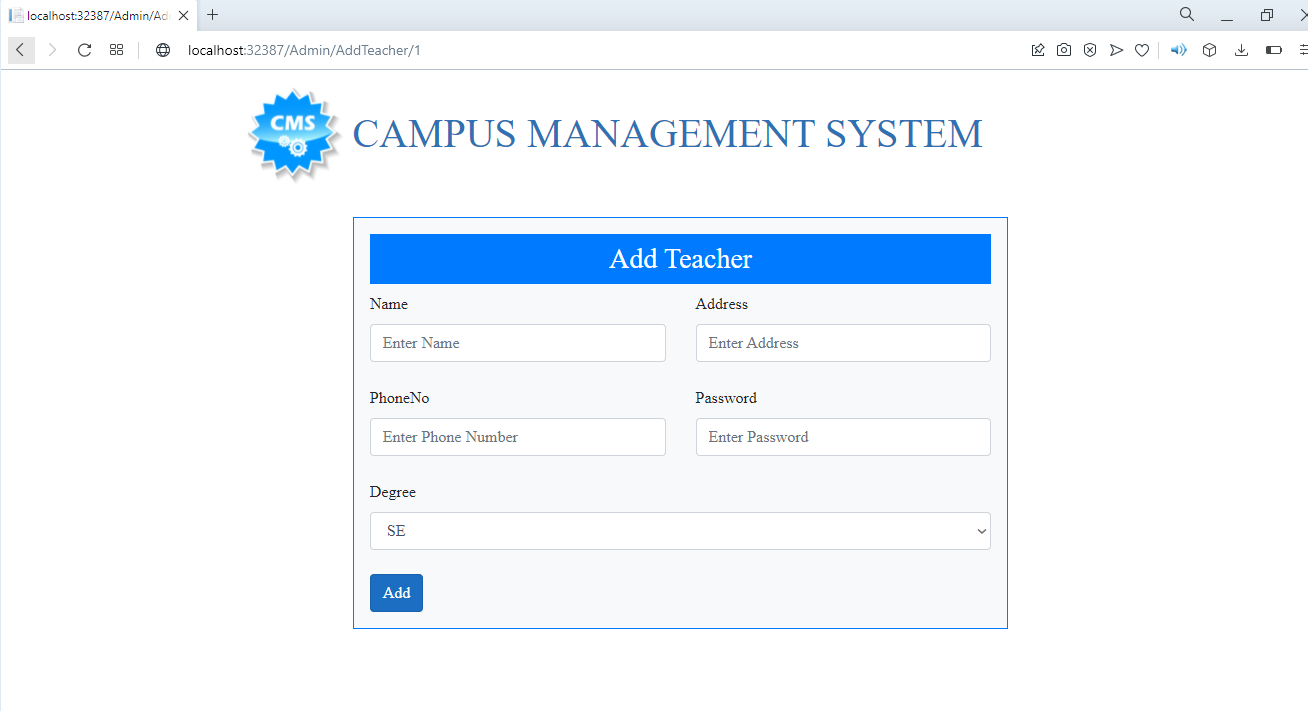 localhost:32387/Admin/Ad
localhost:32387/Admin/AddTeacher/1
CMS
CAMPUS MANAGEMENT SYSTEM
Add Teacher
Name
Address
Enter Name
Enter Address
PhoneNo
Password
Enter Phone Number
Enter Password
Degree
SE
Add